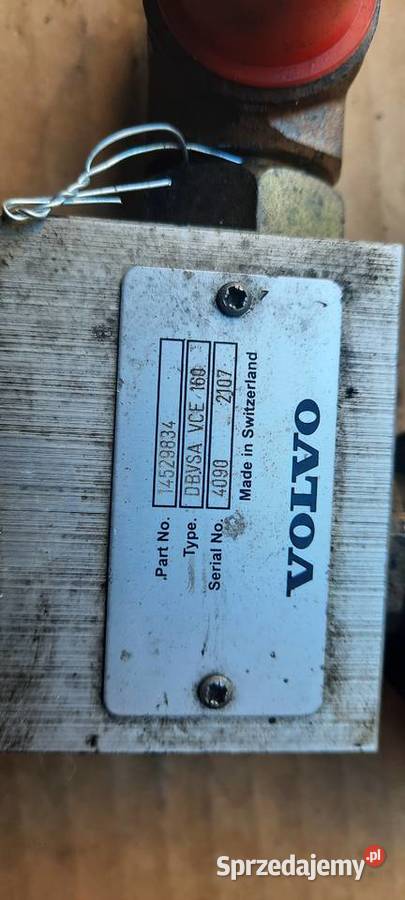 Part No. 14529834
Type. DBVSA VCE 160
Serial No. 4090 2107
Made in Switzerland
VOLVO
Sprzedajemy.pl